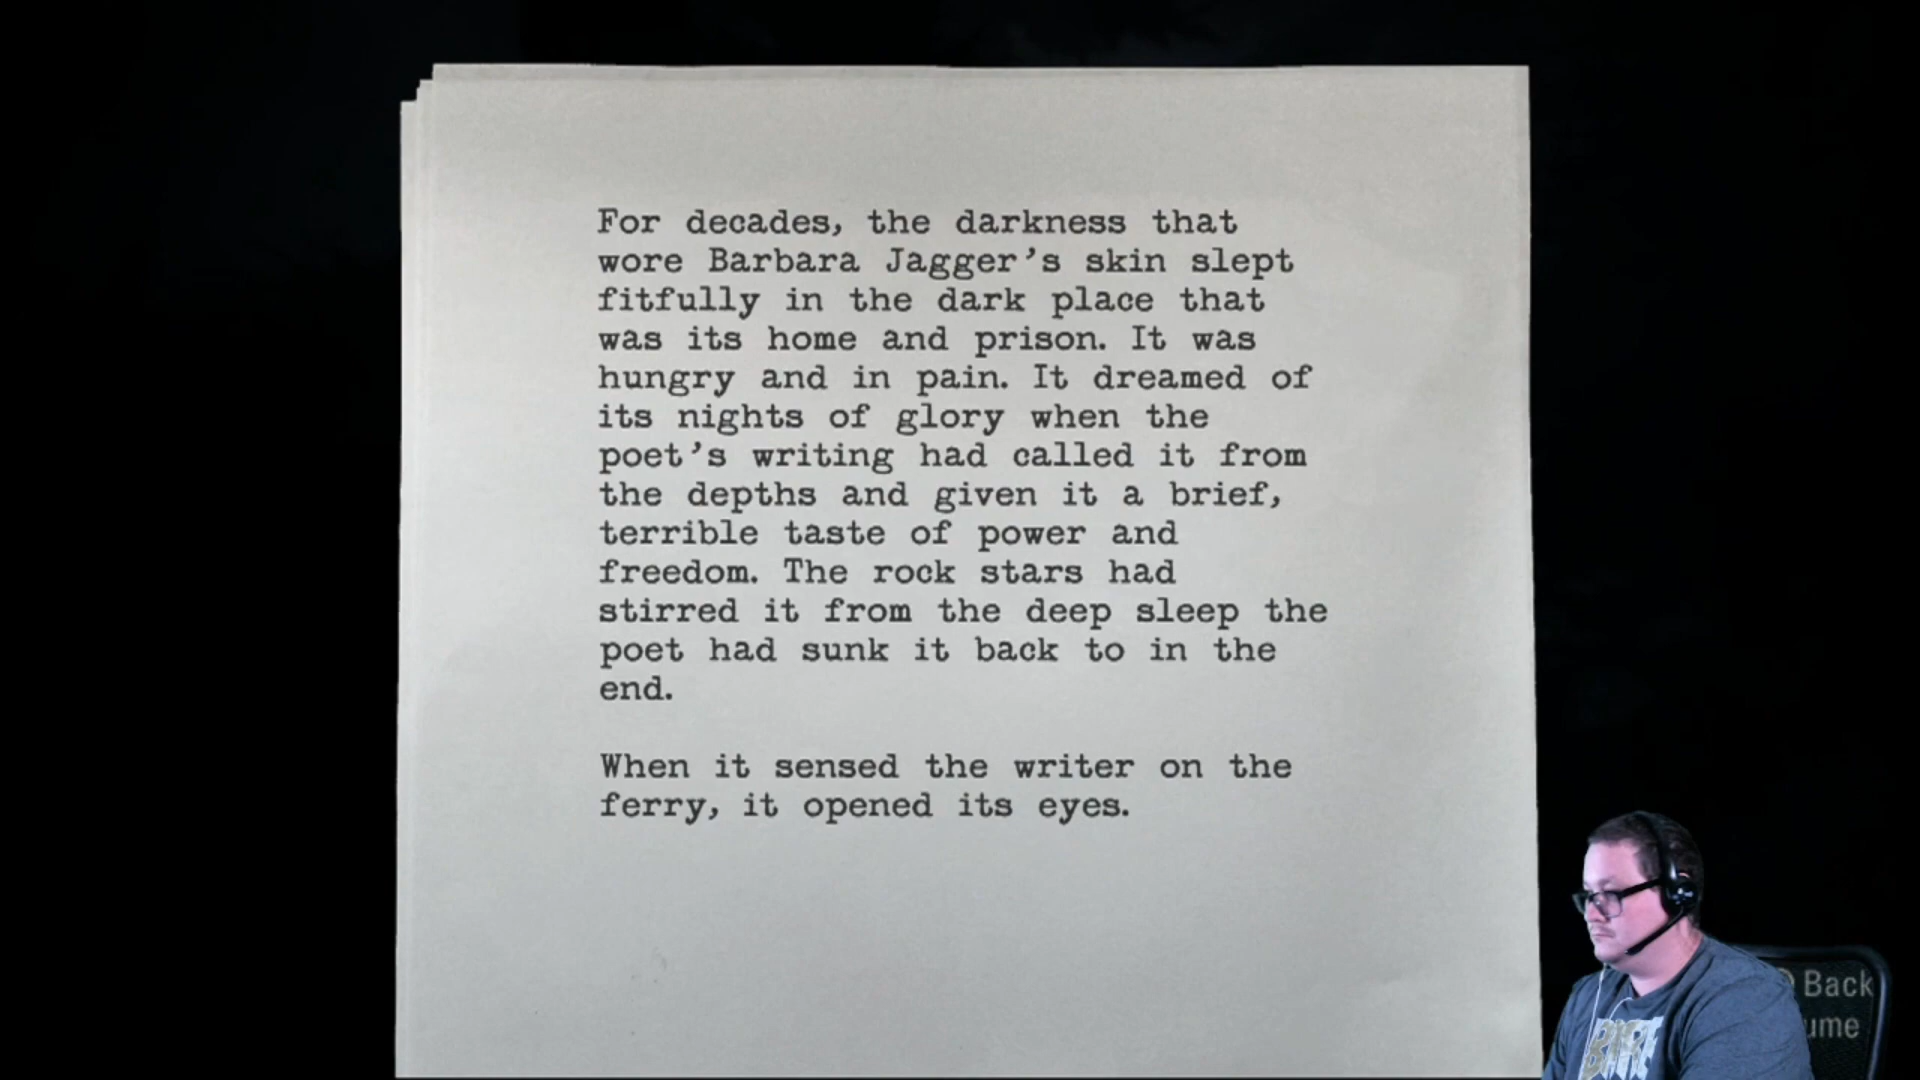 For decades, the darkness that
wore Barbara Jagger's skin slept
fitfully in the dark place that
was its home and prison. It was
hungry and in pain. It dreamed of
its nights of glory when the
poet's writing had called it from
the depths and given it a brief,
terrible taste of power and
freedom. The rock stars had
stirred it from the deep sleep the
poet had sunk it back to in the
end.
When it sensed the writer on the
ferry, it opened its eyes.
Back